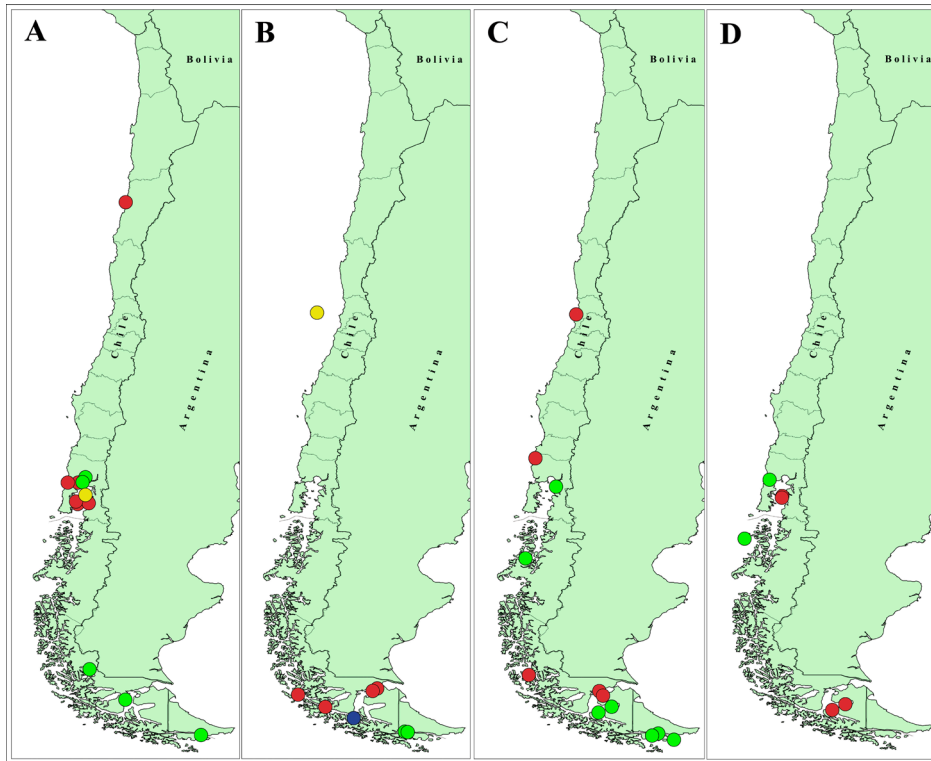 A
Bolivia
Chile
Argentina
B
Bolivia
Chile
Argentina
C
Bolivia
Chile
Argentina
D
Bolivia
Chile
Argentina